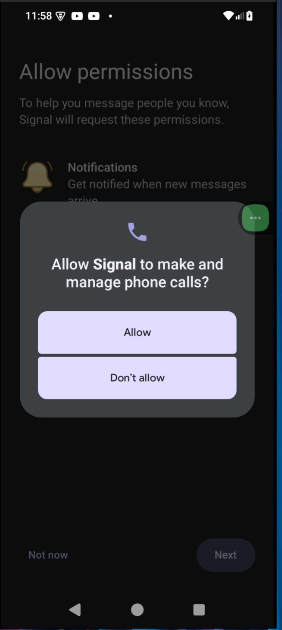 11:58
Allow permissions
To help you message people you know,
Signal will request these permissions.
Notifications
Get notified when new messages
arrive.
Allow Signal to make and
manage phone calls?
Allow
Don't allow
Not now
Next